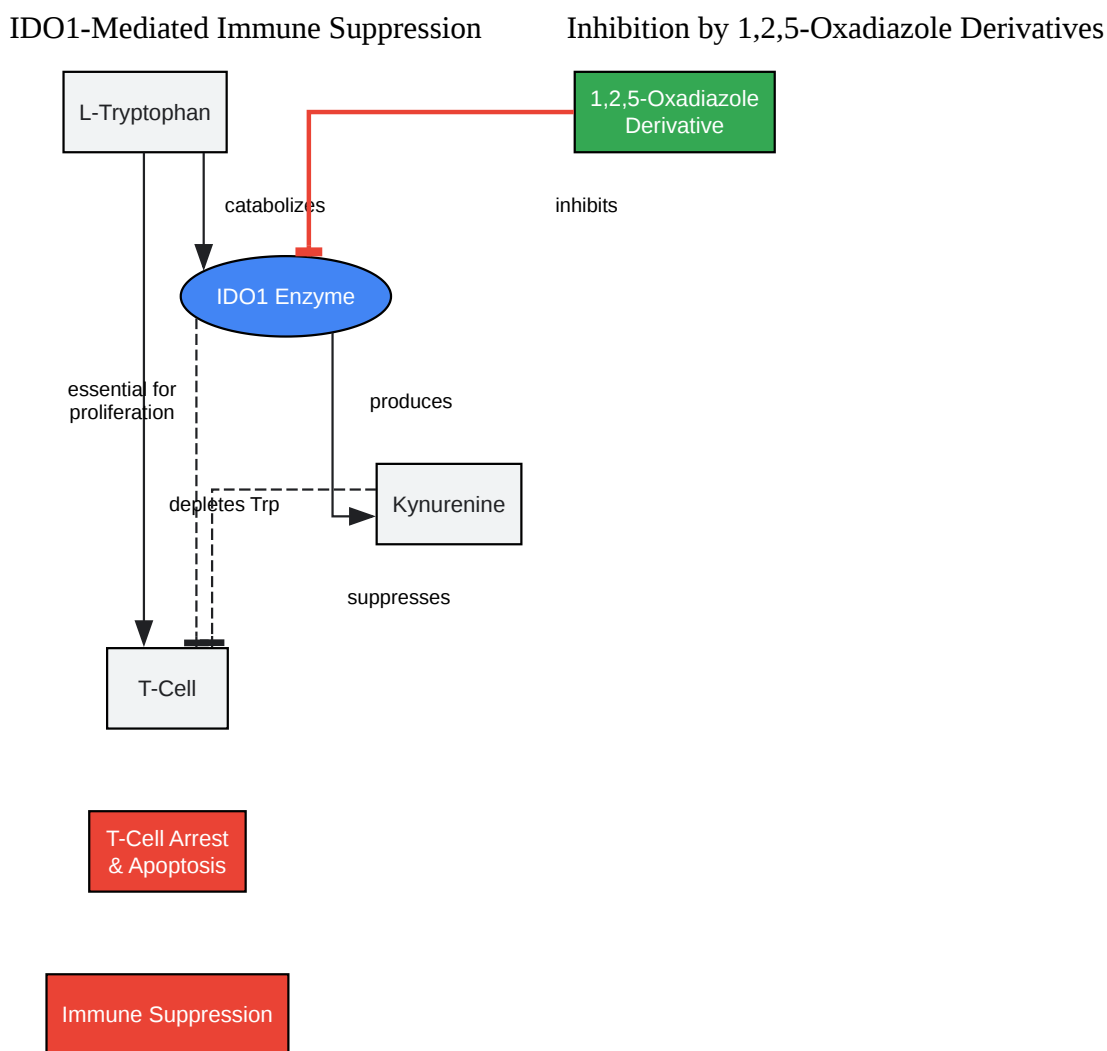 IDO1-Mediated Immune Suppression
Inhibition by 1,2,5-Oxadiazole Derivatives
L-Tryptophan
1,2,5-Oxadiazole
Derivative
catabolizes
inhibits
IDO1 Enzyme
essential for
proliferation
produces
depletes Trp
Kynurenine
suppresses
T-Cell
T-Cell Arrest
& Apoptosis
Immune Suppression